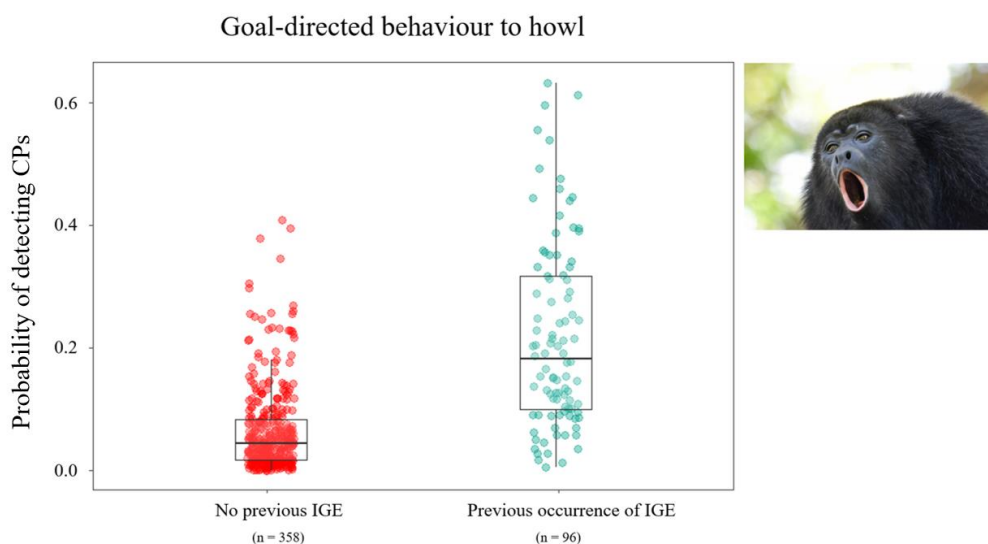 Goal-directed behaviour to howl
Probability of detecting CPs
0.6
0.4
0.2
0.0
No previous IGE
(n = 358)
Previous occurrence of IGE
(n = 96)